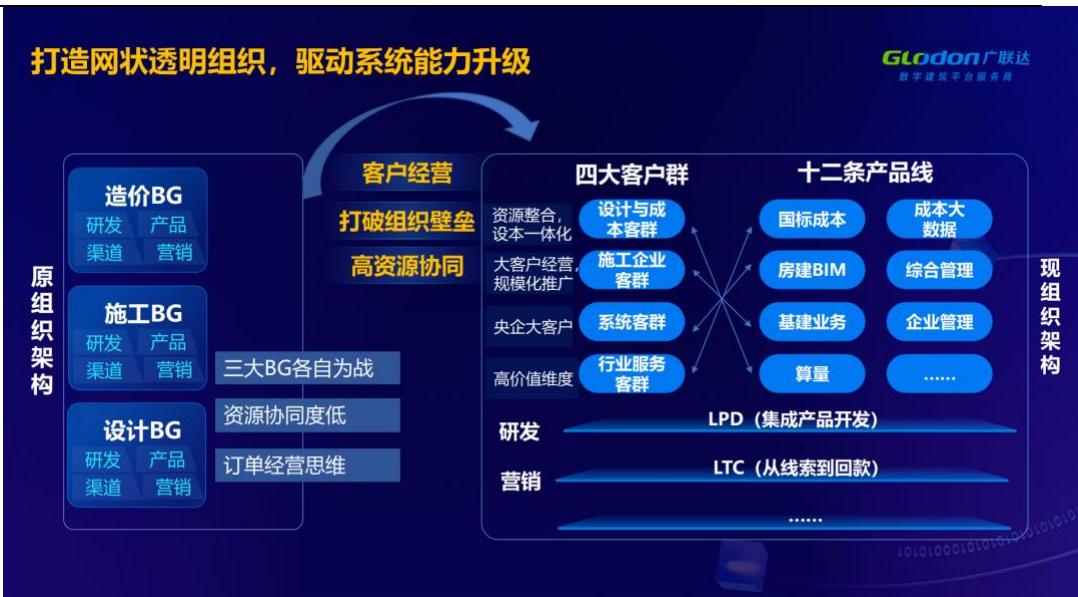 打造网状透明组织，驱动系统能力升级
GLodon广联达
数字建筑平台服务商
原组织架构
造价BG
研发 产品
渠道 营销
施工BG
研发 产品
渠道 营销
设计BG
研发 产品
渠道 营销
三大BG各自为战
资源协同度低
订单经营思维
客户经营
打破组织壁垒
高资源协同
四大客户群
资源整合，
设本一体化
设计与成
本客群
大客户经营，
规模化推广
施工企业
客群
央企大客户
系统客群
高价值维度
行业服务
客群
十二条产品线
国标成本
成本大
数据
房建BIM
综合管理
基建业务
企业管理
算量
......
研发
LPD（集成产品开发）
营销
LTC（从线索到回款）
......
现组织架构